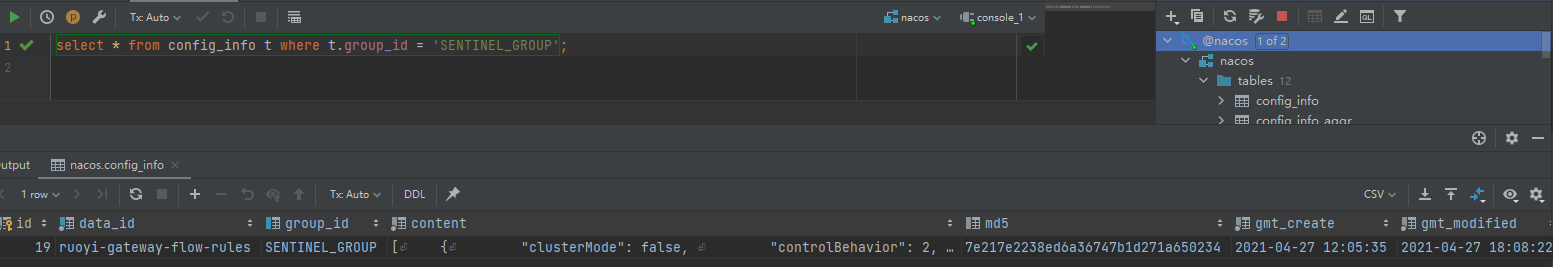 Tx: Auto nacos console_1
1 select * from config_info t where t.group_id = 'SENTINEL_GROUP';
2
@nacos 1 of 2
nacos
tables 12
config_info
config_info_aggr
utput nacos.config_info
1 row Tx: Auto DDL CSV
id data_id group_id content md5 gmt_create gmt_modified
19 ruoyi-gateway-flow-rules SENTINEL_GROUP [⏎ {⏎ "clusterMode": false, ⏎ "controlBehavior": 2, … 7e217e2238ed6a36747b1d271a650234 2021-04-27 12:05:35 2021-04-27 18:08:22